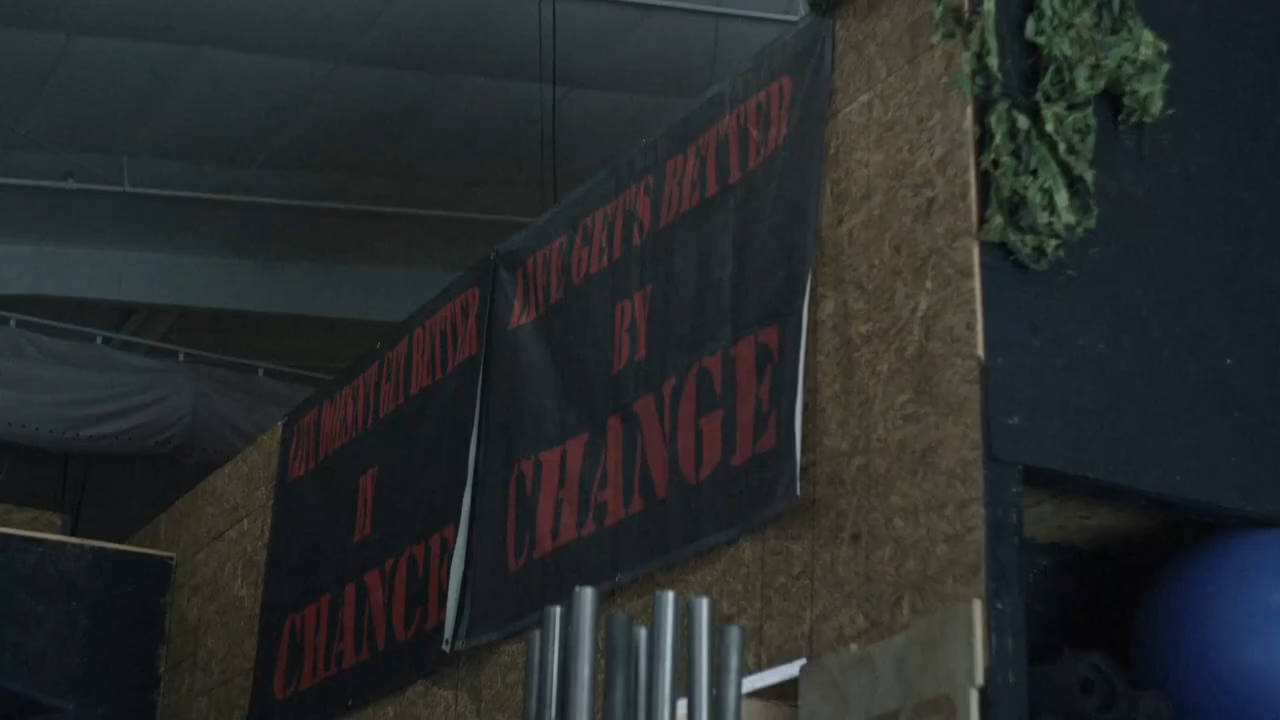 LIFE DOESN'T GET BETTER
BY
CHANCE
LIFE GET'S BETTER
BY
CHANGE